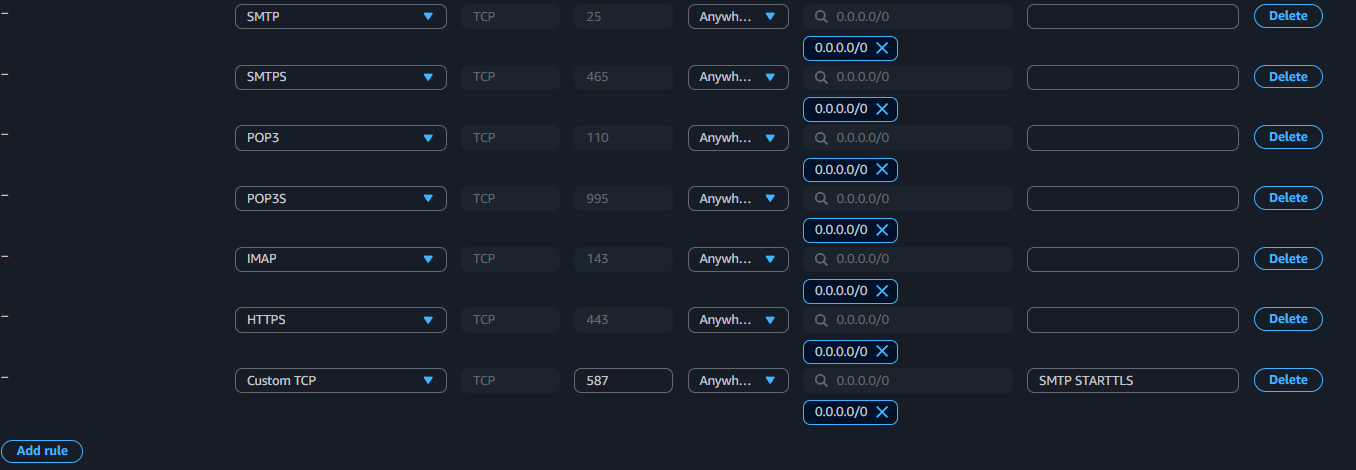 – SMTP TCP 25 Anywh... 0.0.0.0/0 Delete
0.0.0.0/0
– SMTPS TCP 465 Anywh... 0.0.0.0/0 Delete
0.0.0.0/0
– POP3 TCP 110 Anywh... 0.0.0.0/0 Delete
0.0.0.0/0
– POP3S TCP 995 Anywh... 0.0.0.0/0 Delete
0.0.0.0/0
– IMAP TCP 143 Anywh... 0.0.0.0/0 Delete
0.0.0.0/0
– HTTPS TCP 443 Anywh... 0.0.0.0/0 Delete
0.0.0.0/0
– Custom TCP TCP 587 Anywh... 0.0.0.0/0 SMTP STARTTLS Delete
0.0.0.0/0
Add rule